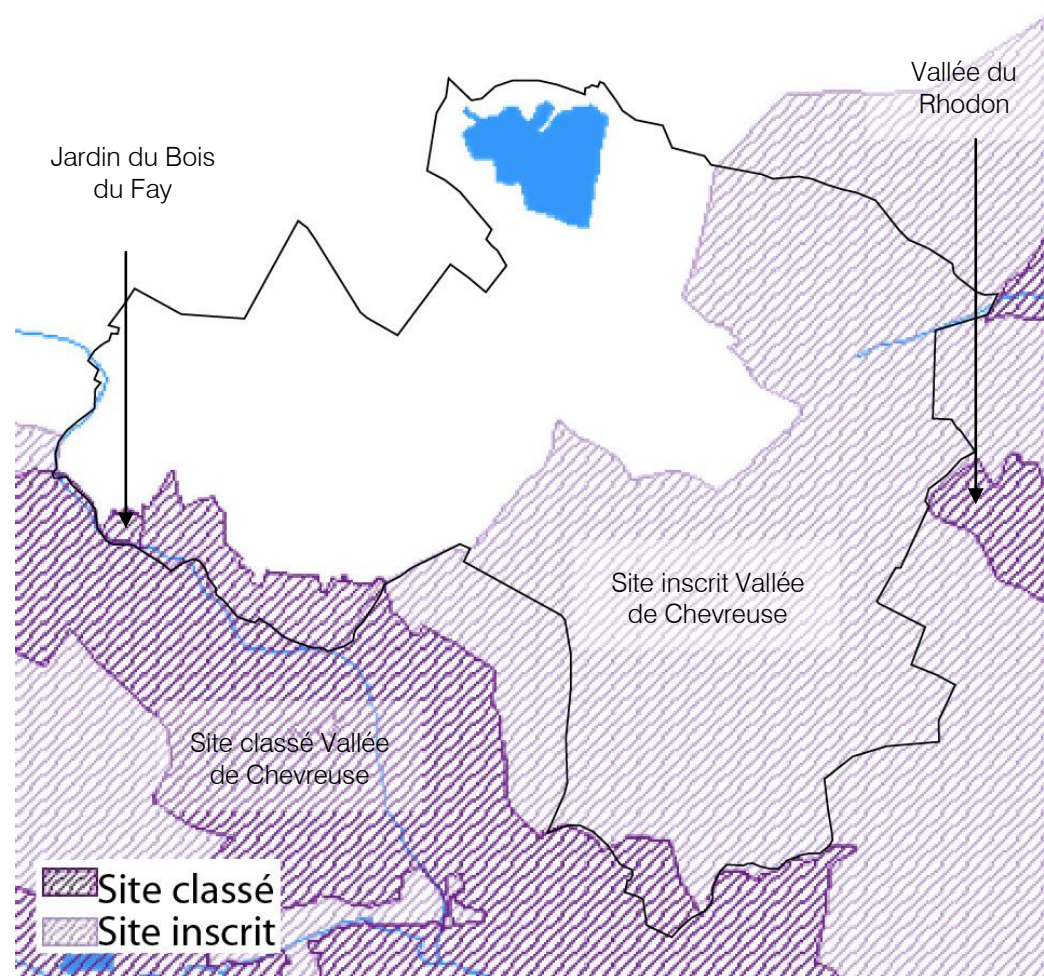 Vallée du
Rhodon
Jardin du Bois
du Fay
Site inscrit Vallée
de Chevreuse
Site classé Vallée
de Chevreuse
Site classé
Site inscrit